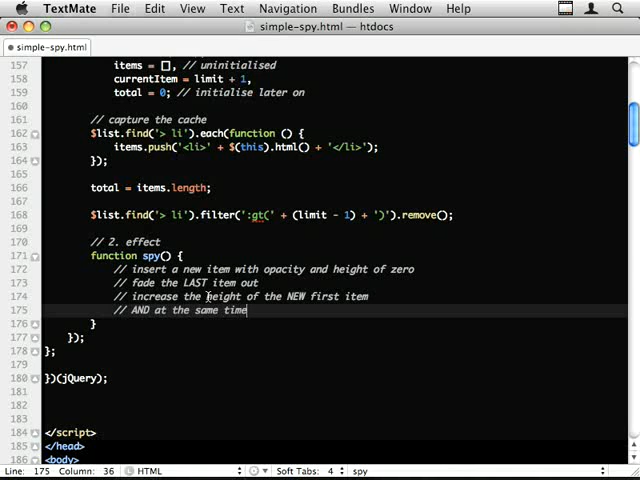 TextMate File Edit View Text Navigation Bundles Window Help
simple-spy.html — htdocs
simple-spy.html
157 items = [], // uninitialised
158 currentItem = limit + 1,
159 total = 0; // initialise later on
160
161 // capture the cache
162 $list.find('> li').each(function () {
163 items.push('<li>' + $(this).html() + '</li>');
164 });
165
166 total = items.length;
167
168 $list.find('> li').filter(':gt(' + (limit - 1) + ')').remove();
169
170 // 2. effect
171 function spy() {
172 // insert a new item with opacity and height of zero
173 // fade the LAST item out
174 // increase the height of the NEW first item
175 // AND at the same time
176 }
177 });
178 };
179
180 })(jQuery);
181
182
183
184 </script>
185 </head>
186 <body>
Line: 175 Column: 36 HTML Soft Tabs: 4 spy